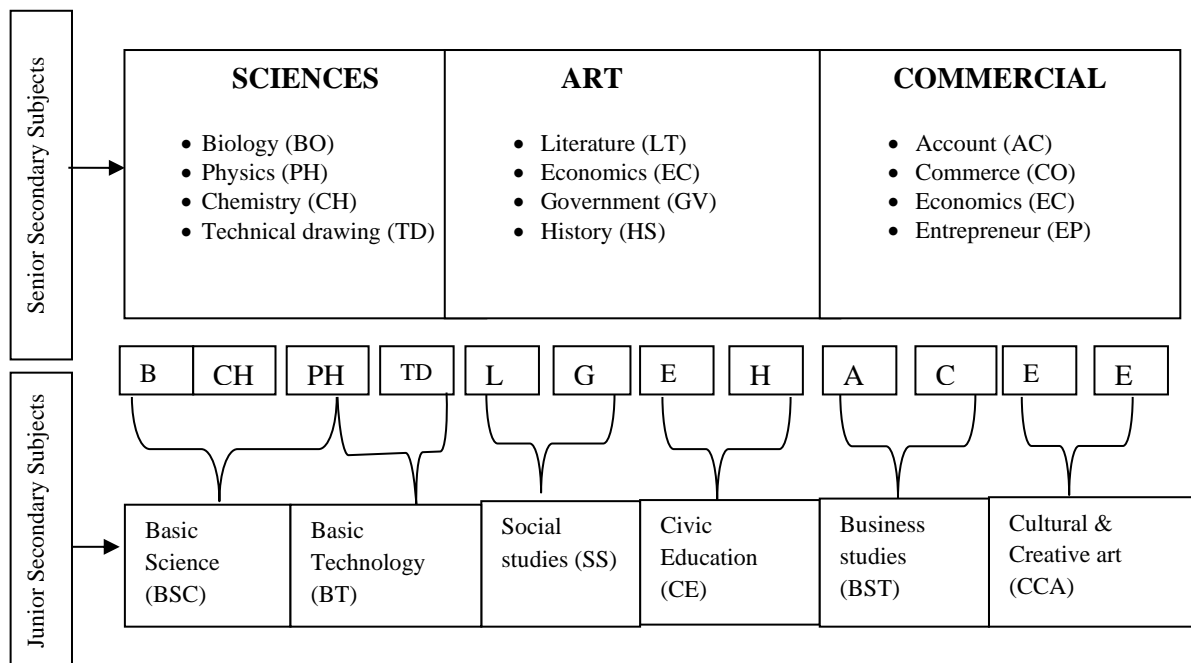 Senior Secondary Subjects
SCIENCES
• Biology (BO)
• Physics (PH)
• Chemistry (CH)
• Technical drawing (TD)
ART
• Literature (LT)
• Economics (EC)
• Government (GV)
• History (HS)
COMMERCIAL
• Account (AC)
• Commerce (CO)
• Economics (EC)
• Entrepreneur (EP)
B CH PH TD L G E H A C E E
Junior Secondary Subjects
Basic
Science
(BSC)
Basic
Technology
(BT)
Social
studies (SS)
Civic
Education
(CE)
Business
studies
(BST)
Cultural &
Creative art
(CCA)